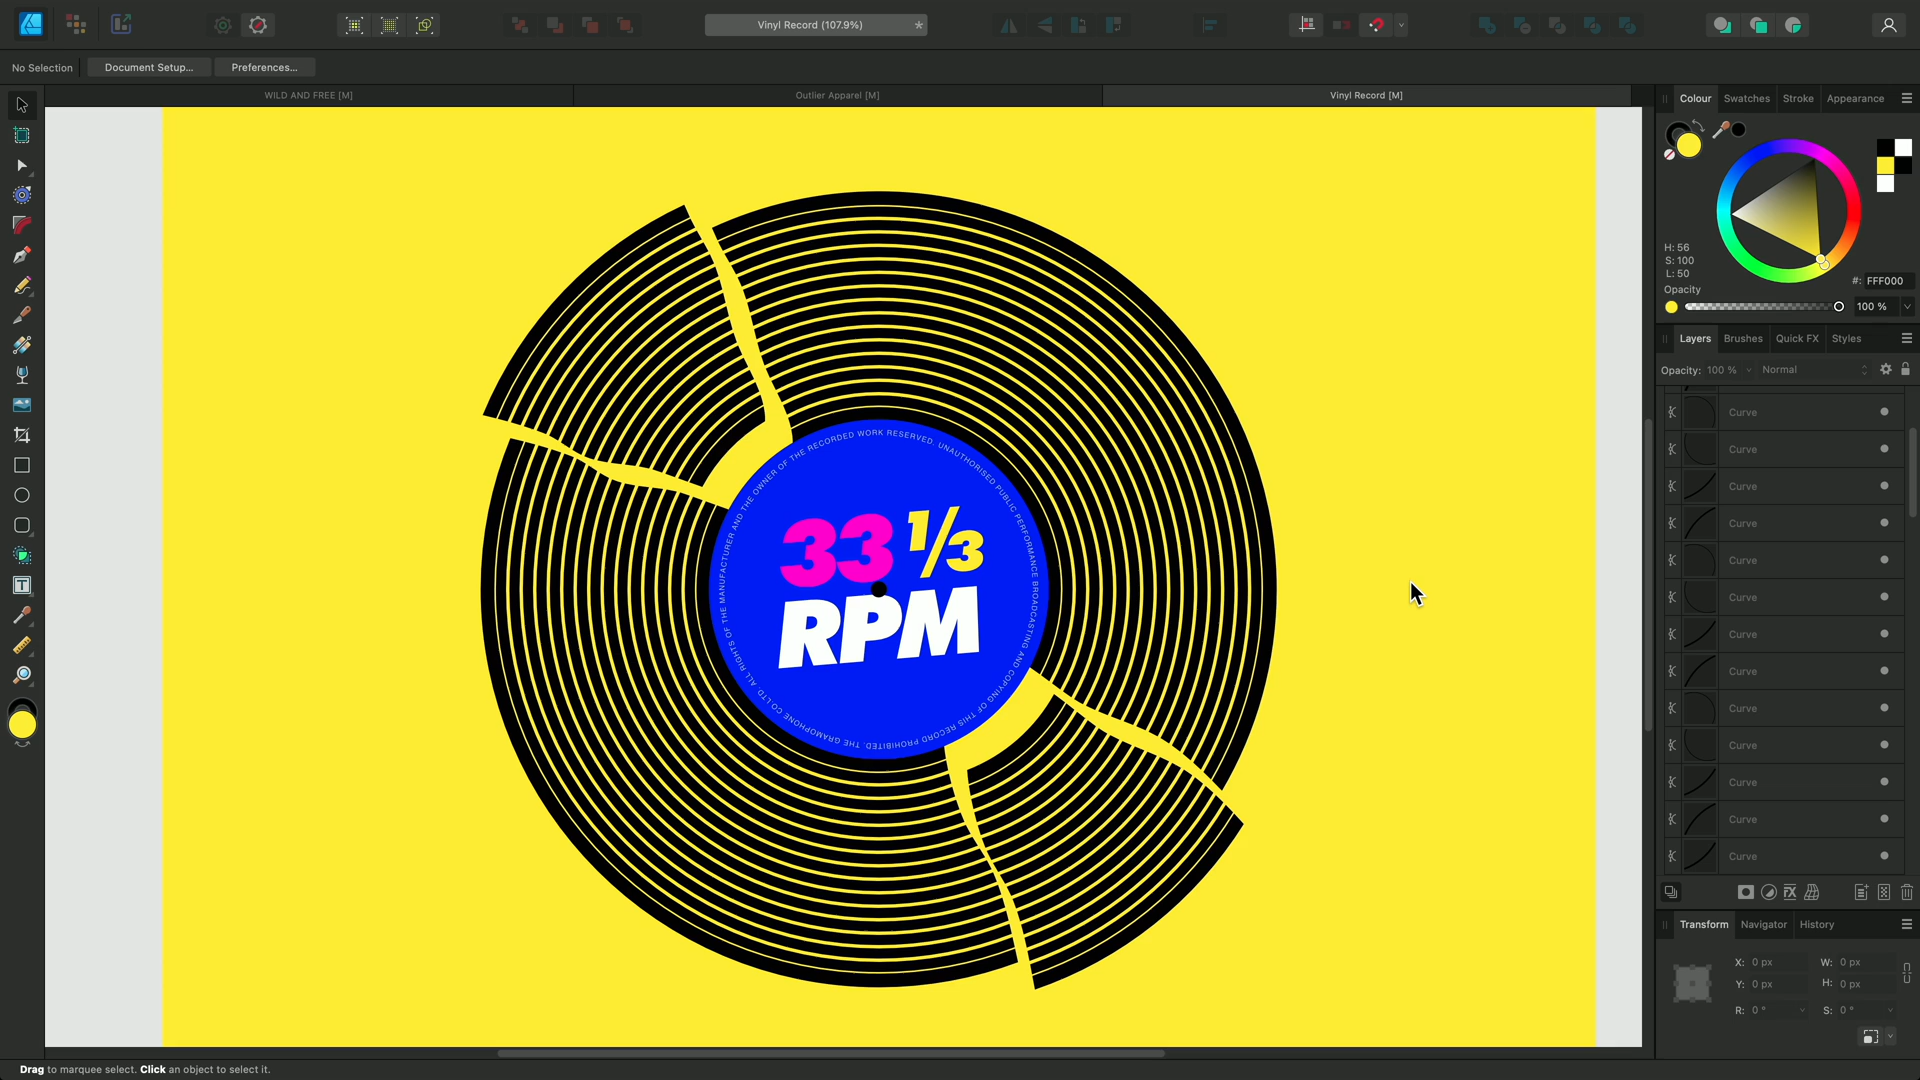 Vinyl Record (107.9%)
*
No Selection
Document Setup...
Preferences...
WILD AND FREE [M]
Outlier Apparel [M]
Vinyl Record [M]
Colour
Swatches
Stroke
Appearance
H: 56
S: 100
L: 50
#: FFF000
Opacity
100 %
Layers
Brushes
Quick FX
Styles
Opacity: 100 %
Normal
Curve
Curve
Curve
Curve
Curve
Curve
Curve
Curve
Curve
Curve
Curve
Curve
Curve
FX
Transform
Navigator
History
X: 0 px
W: 0 px
Y: 0 px
H: 0 px
R: 0 °
S: 0 °
T
33 ⅓
RPM
THE GRAMOPHONE CO LTD. ALL RIGHTS OF THE MANUFACTURER AND THE OWNER OF THE RECORDED WORK RESERVED. UNAUTHORISED PUBLIC PERFORMANCE BROADCASTING AND COPYING OF THIS RECORD PROHIBITED.
Drag to marquee select. Click an object to select it.